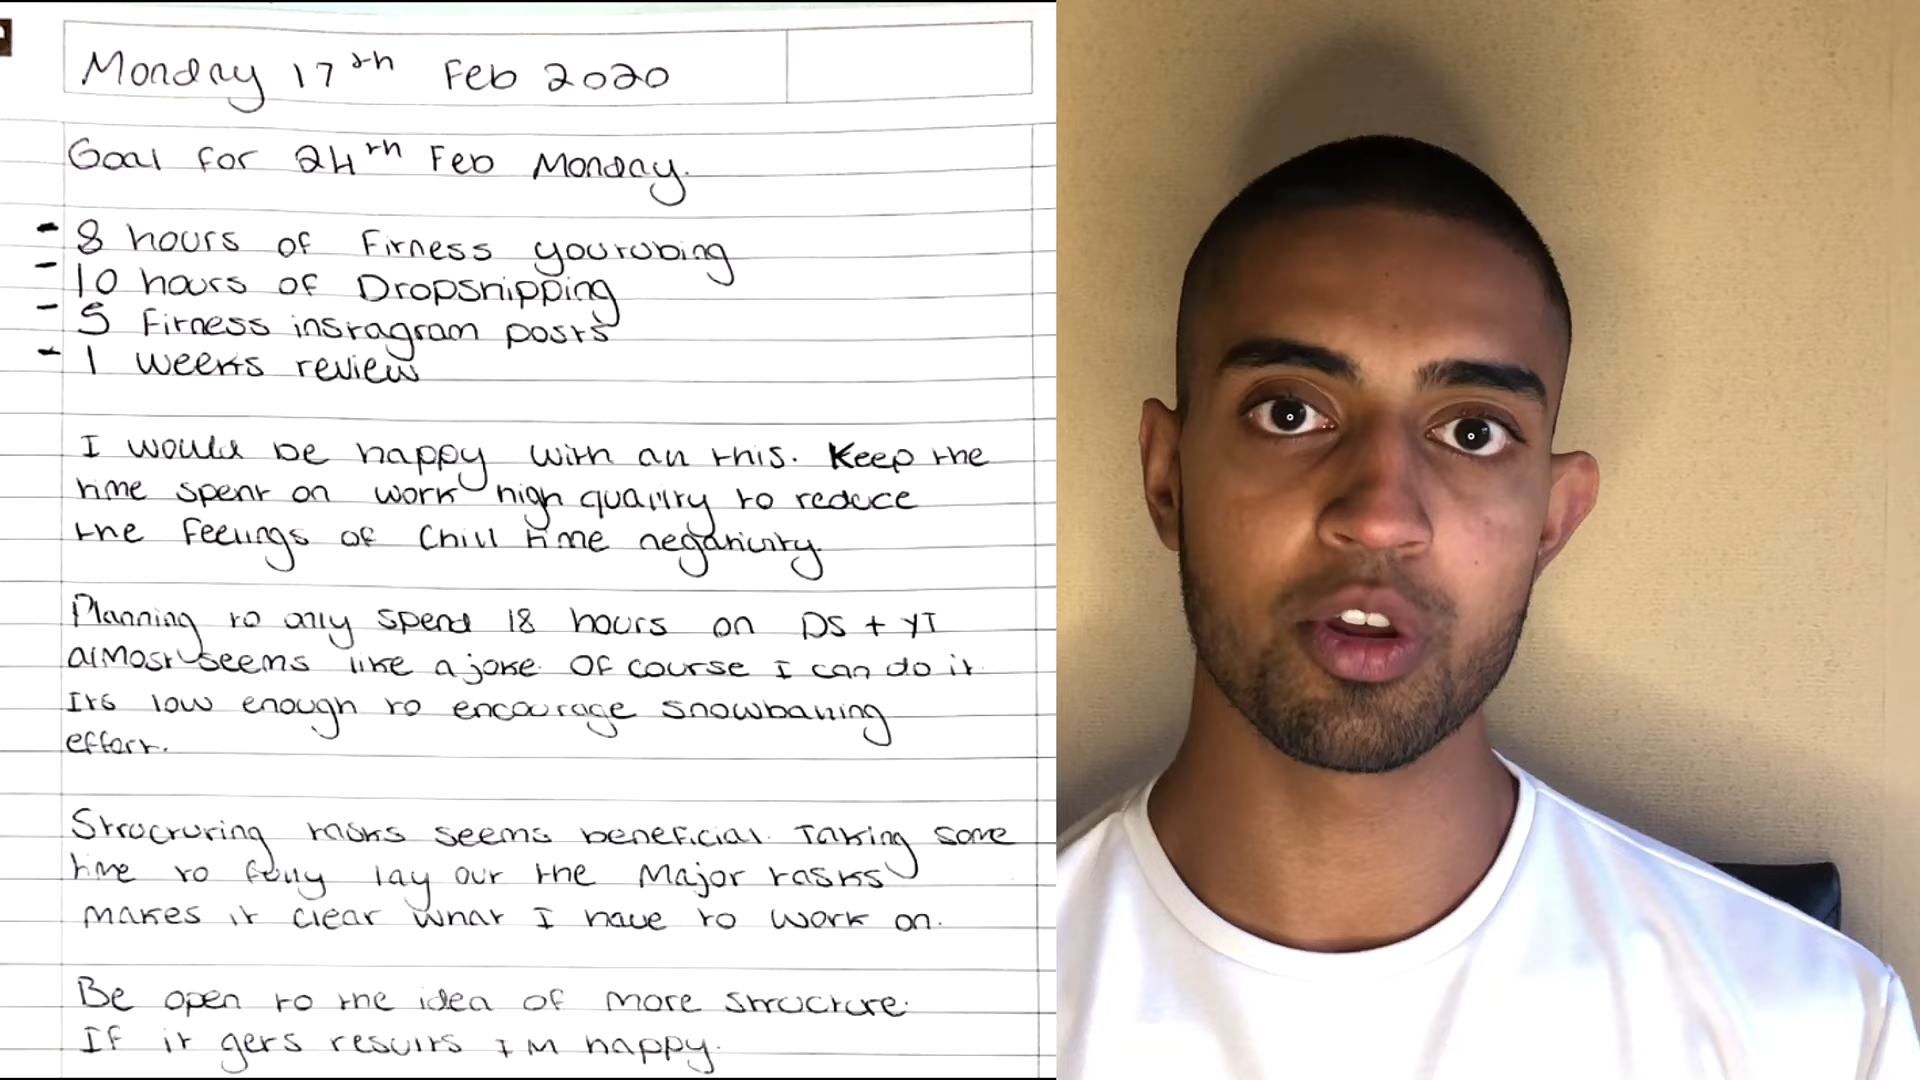 Monday 17th Feb 2020
Goal for 24th Feb Monday.
- 8 hours of Fitness youtubing
- 10 hours of Dropshipping
- 5 Fitness instagram posts
- 1 weeks review
I would be happy with all this. Keep the
time spent on work high quality to reduce
the feelings of Chill time negativity.
Planning to only spend 18 hours on DS + YT
almost seems like a joke. Of course I can do it.
Its low enough to encourage snowballing
effort.
Structuring tasks seems beneficial. Taking some
time to fully lay out the Major tasks
makes it clear what I have to work on.
Be open to the idea of more structure.
If it gets results I'm happy.